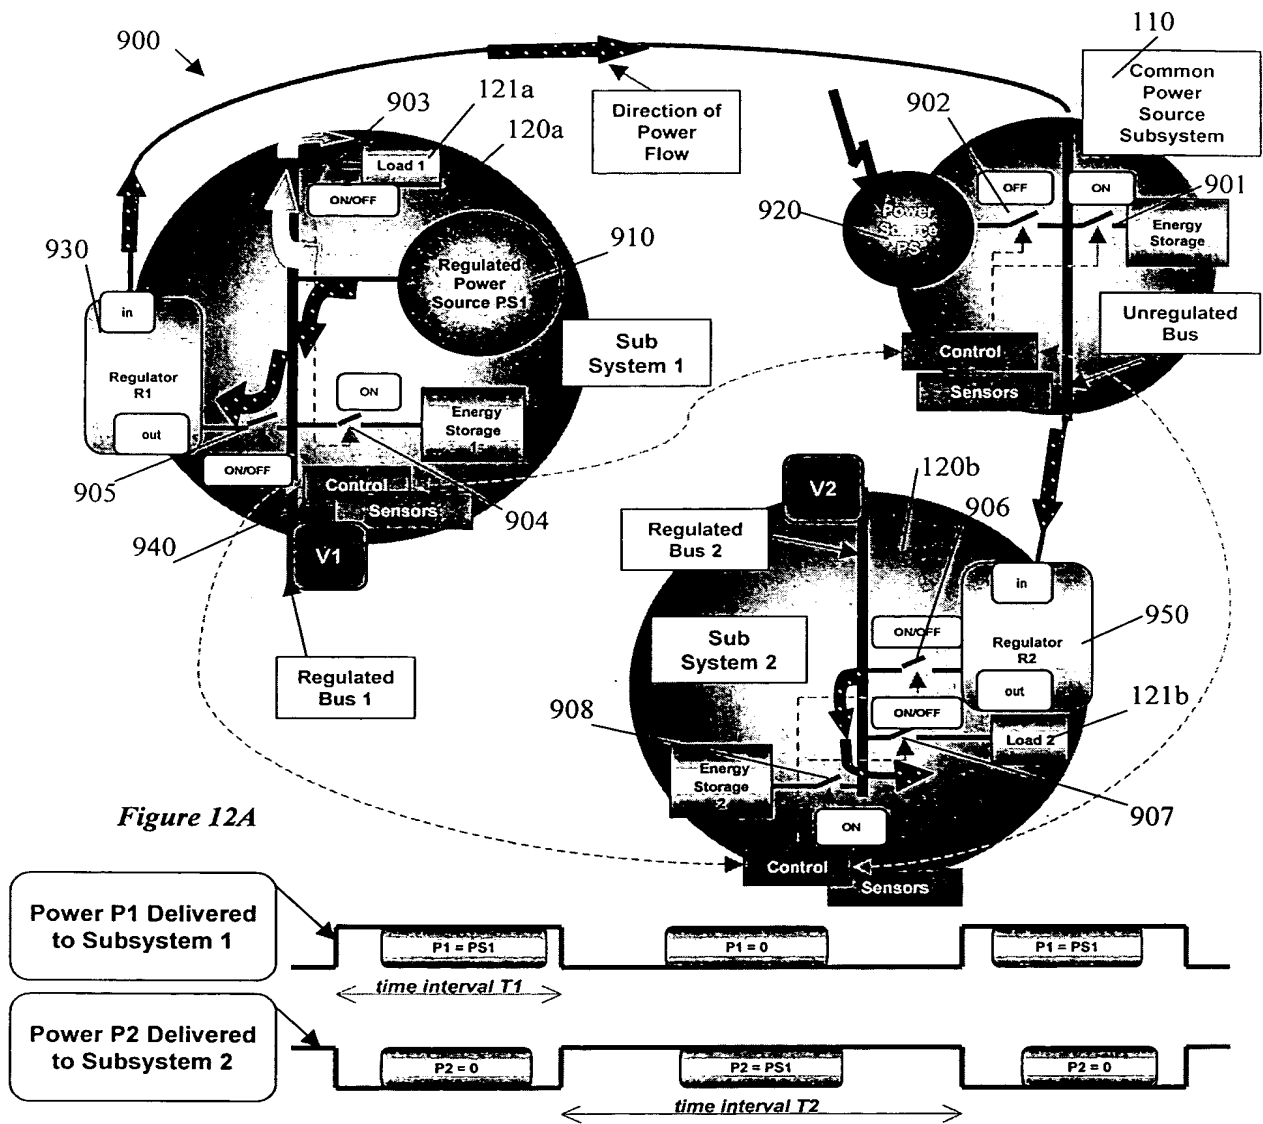 900
903
121a
120a
Direction of
Power
Flow
902
110
Common
Power
Source
Subsystem
Load 1
ON/OFF
OFF
ON
901
920
Power
Source
PS
Energy
Storage
930
910
in
Regulated
Power
Source PS1
Unregulated
Bus
Sub
System 1
Control
Sensors
Regulator
R1
ON
Energy
Storage
out
ON/OFF
905
Control
Sensors
904
940
V1
V2
120b
906
Regulated
Bus 2
in
950
ON/OFF
Regulator
R2
Sub
System 2
Regulated
Bus 1
out
121b
908
ON/OFF
Load 2
Energy
Storage
2
Figure 12A
ON
907
Control
Sensors
Power P1 Delivered
to Subsystem 1
P1 = PS1
P1 = 0
P1 = PS1
time interval T1
Power P2 Delivered
to Subsystem 2
P2 = 0
P2 = PS1
P2 = 0
time interval T2